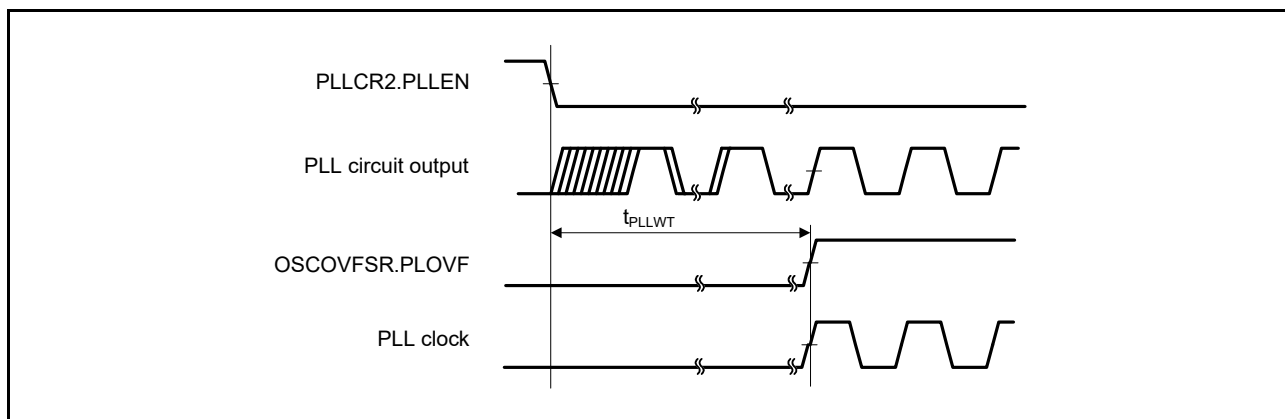 PLLCR2.PLLEN
PLL circuit output
tPLLWT
OSCOVFSR.PLOVF
PLL clock